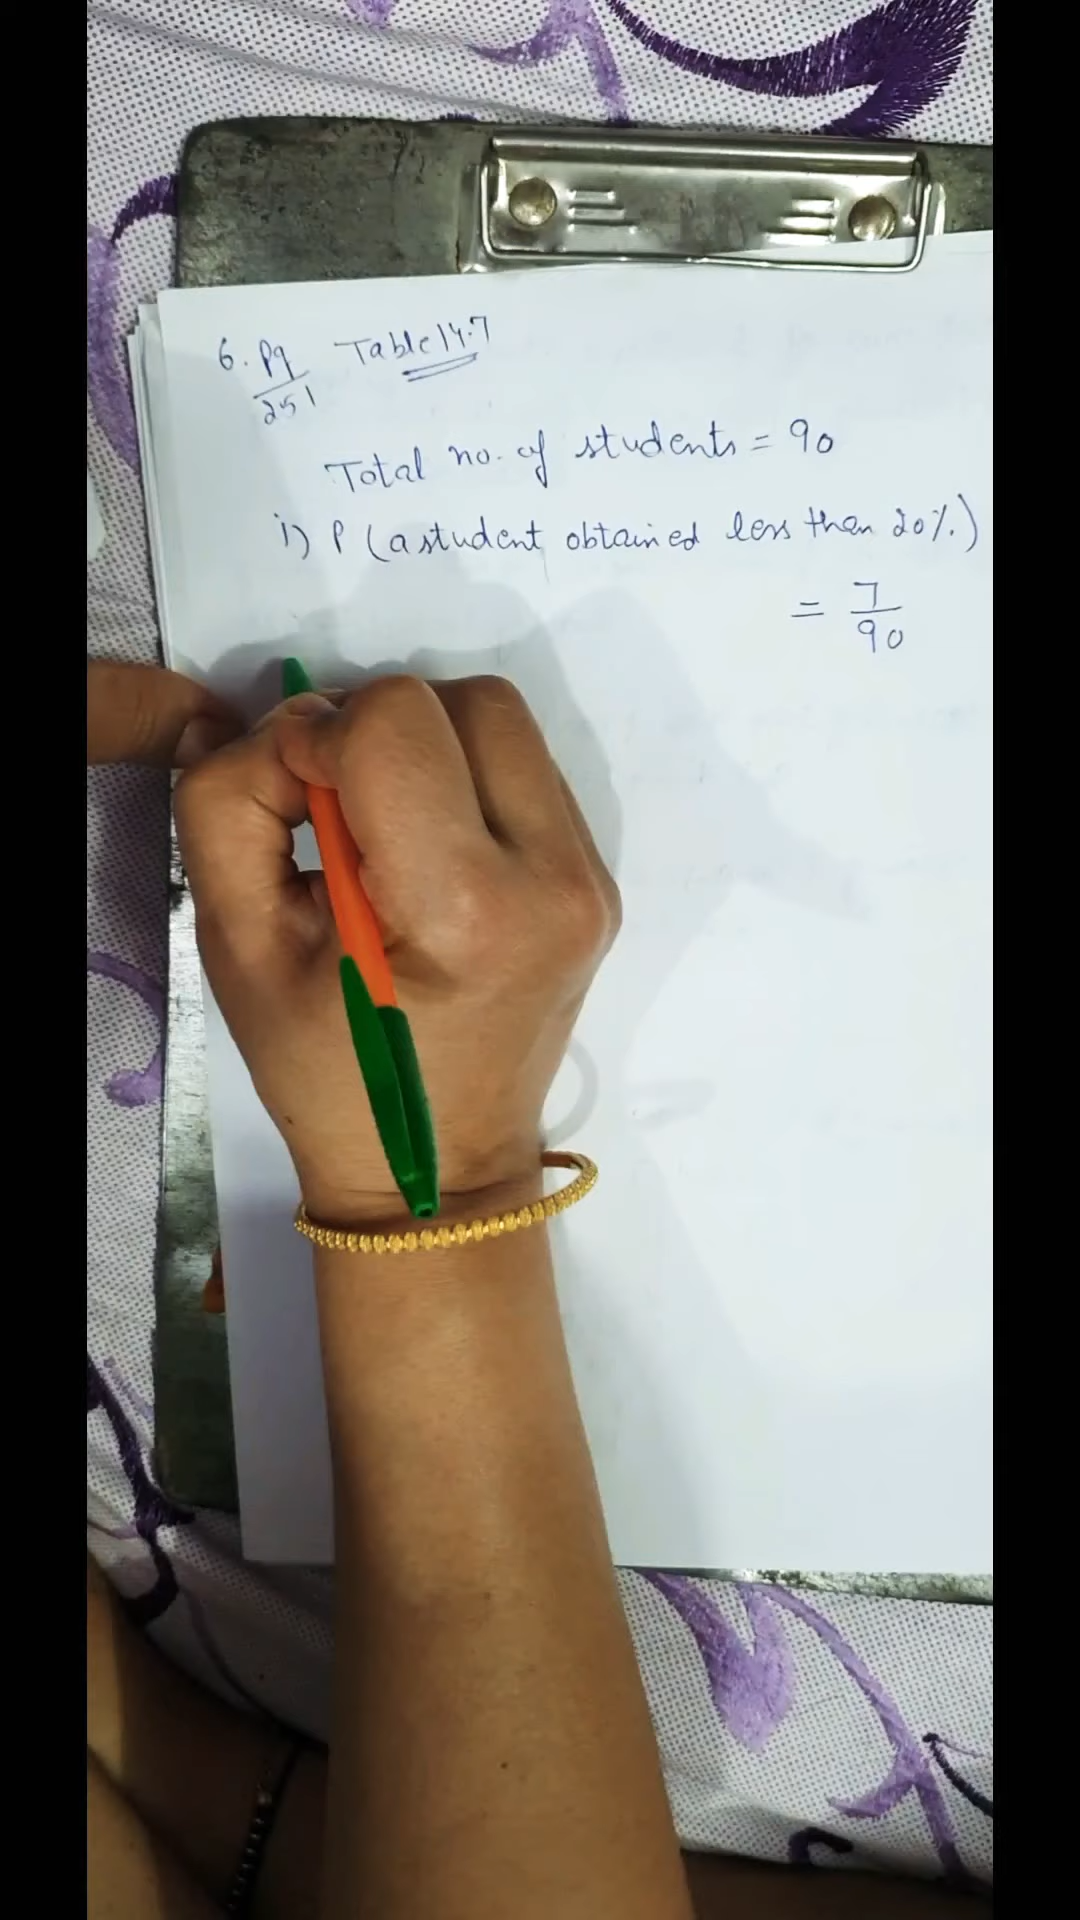 6. Pg Table 14.7
251
Total no. of students = 90
i) P (a student obtained less than 20%.)
= 7
90